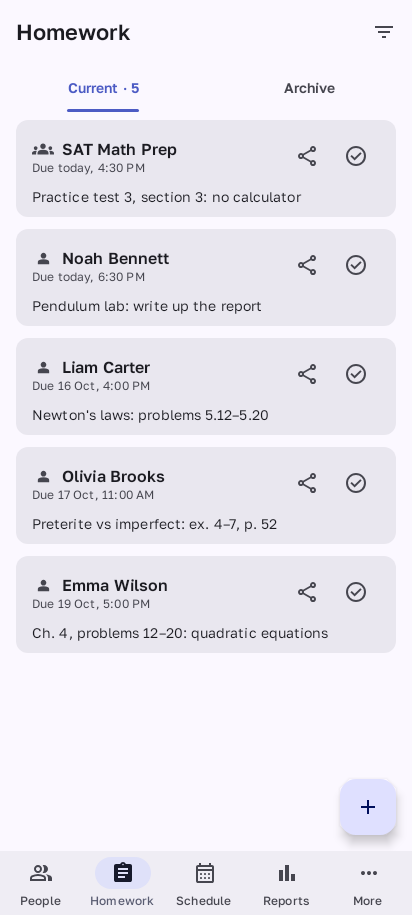 Homework
Current · 5
Archive
SAT Math Prep
Due today, 4:30 PM
Practice test 3, section 3: no calculator
Noah Bennett
Due today, 6:30 PM
Pendulum lab: write up the report
Liam Carter
Due 16 Oct, 4:00 PM
Newton's laws: problems 5.12–5.20
Olivia Brooks
Due 17 Oct, 11:00 AM
Preterite vs imperfect: ex. 4–7, p. 52
Emma Wilson
Due 19 Oct, 5:00 PM
Ch. 4, problems 12–20: quadratic equations
People
Homework
Schedule
Reports
More